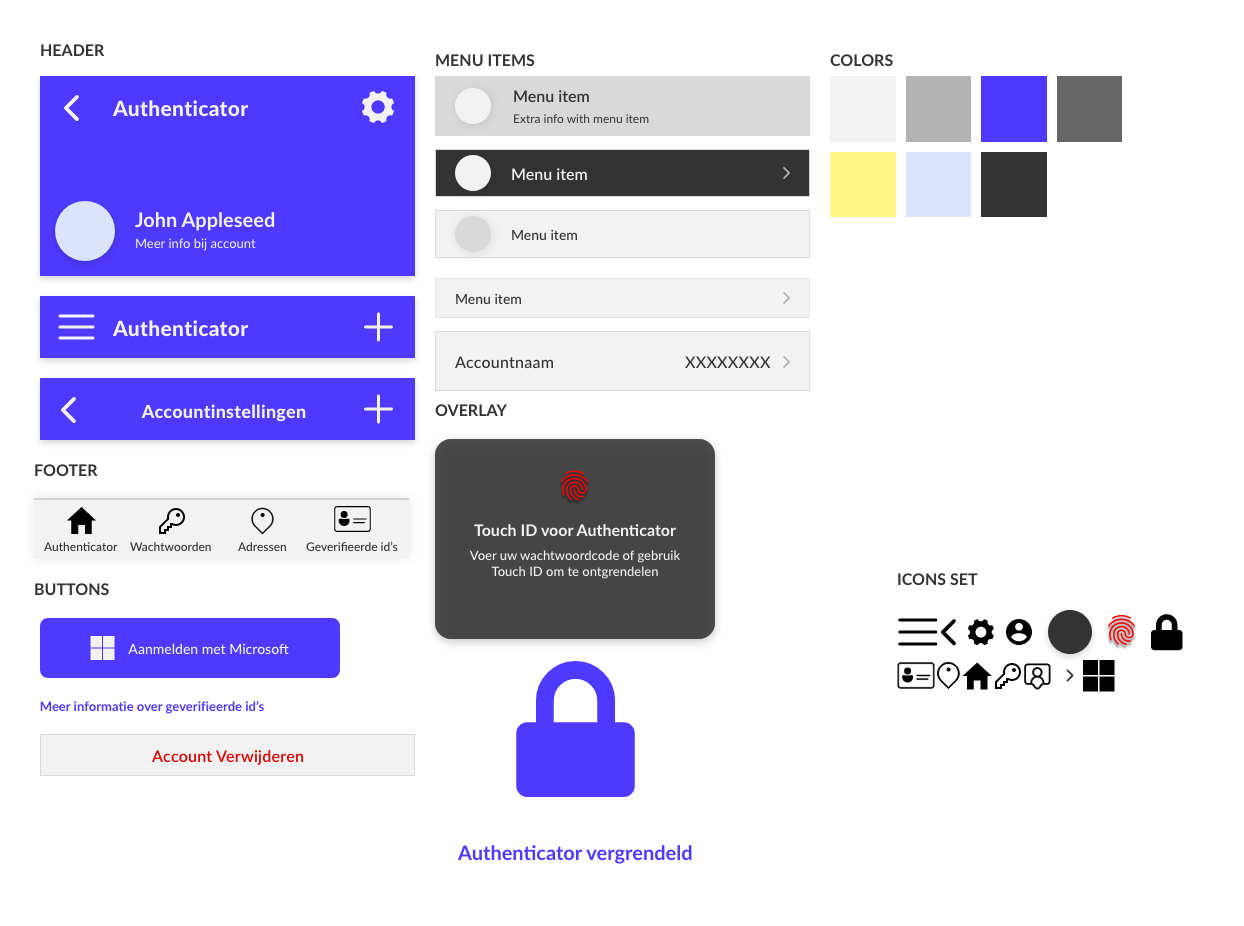 HEADER
Authenticator
John Appleseed
Meer info bij account
Authenticator
Accountinstellingen
FOOTER
Authenticator
Wachtwoorden
Adressen
Geverifieerde id's
BUTTONS
Aanmelden met Microsoft
Meer informatie over geverifieerde id's
Account Verwijderen
MENU ITEMS
Menu item
Extra info with menu item
Menu item
Menu item
Menu item
Accountnaam XXXXXXXX
OVERLAY
Touch ID voor Authenticator
Voer uw wachtwoordcode of gebruik
Touch ID om te ontgrendelen
Authenticator vergrendeld
COLORS
ICONS SET